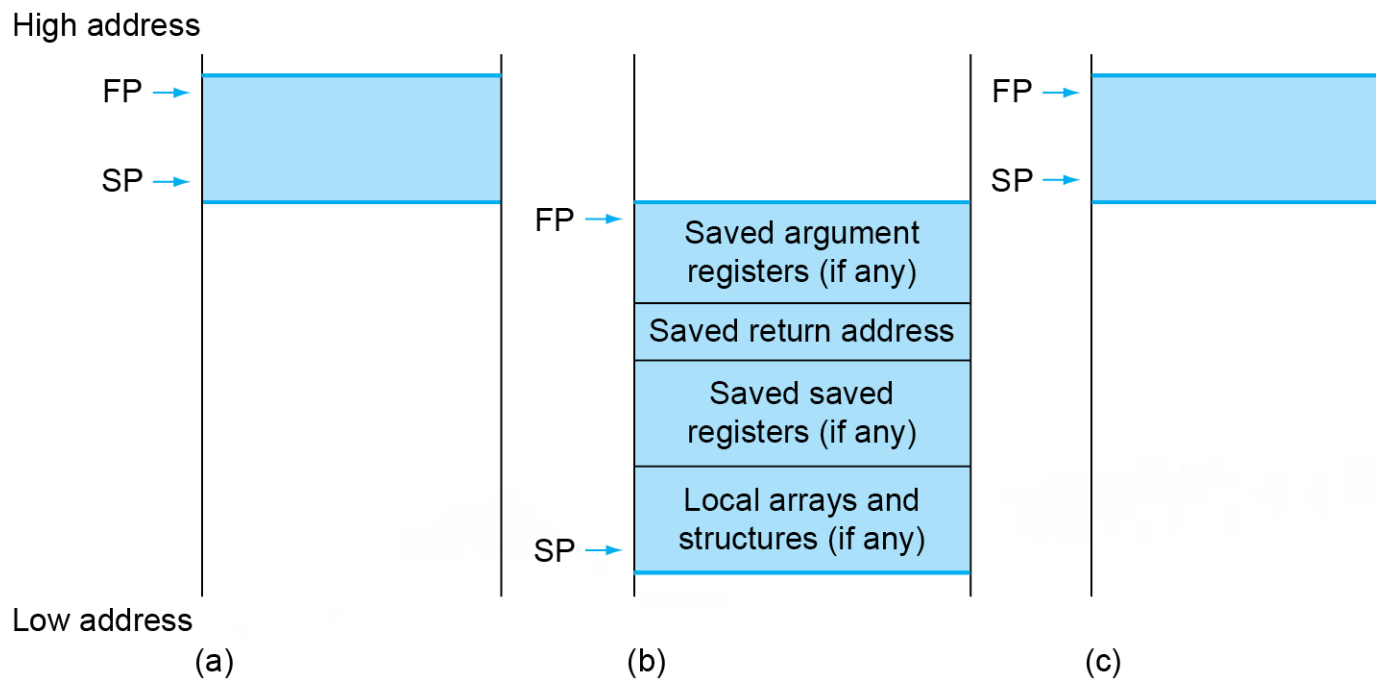 High address
FP
SP
FP
Saved argument
registers (if any)
Saved return address
Saved saved
registers (if any)
Local arrays and
structures (if any)
SP
FP
SP
Low address
(a)
(b)
(c)